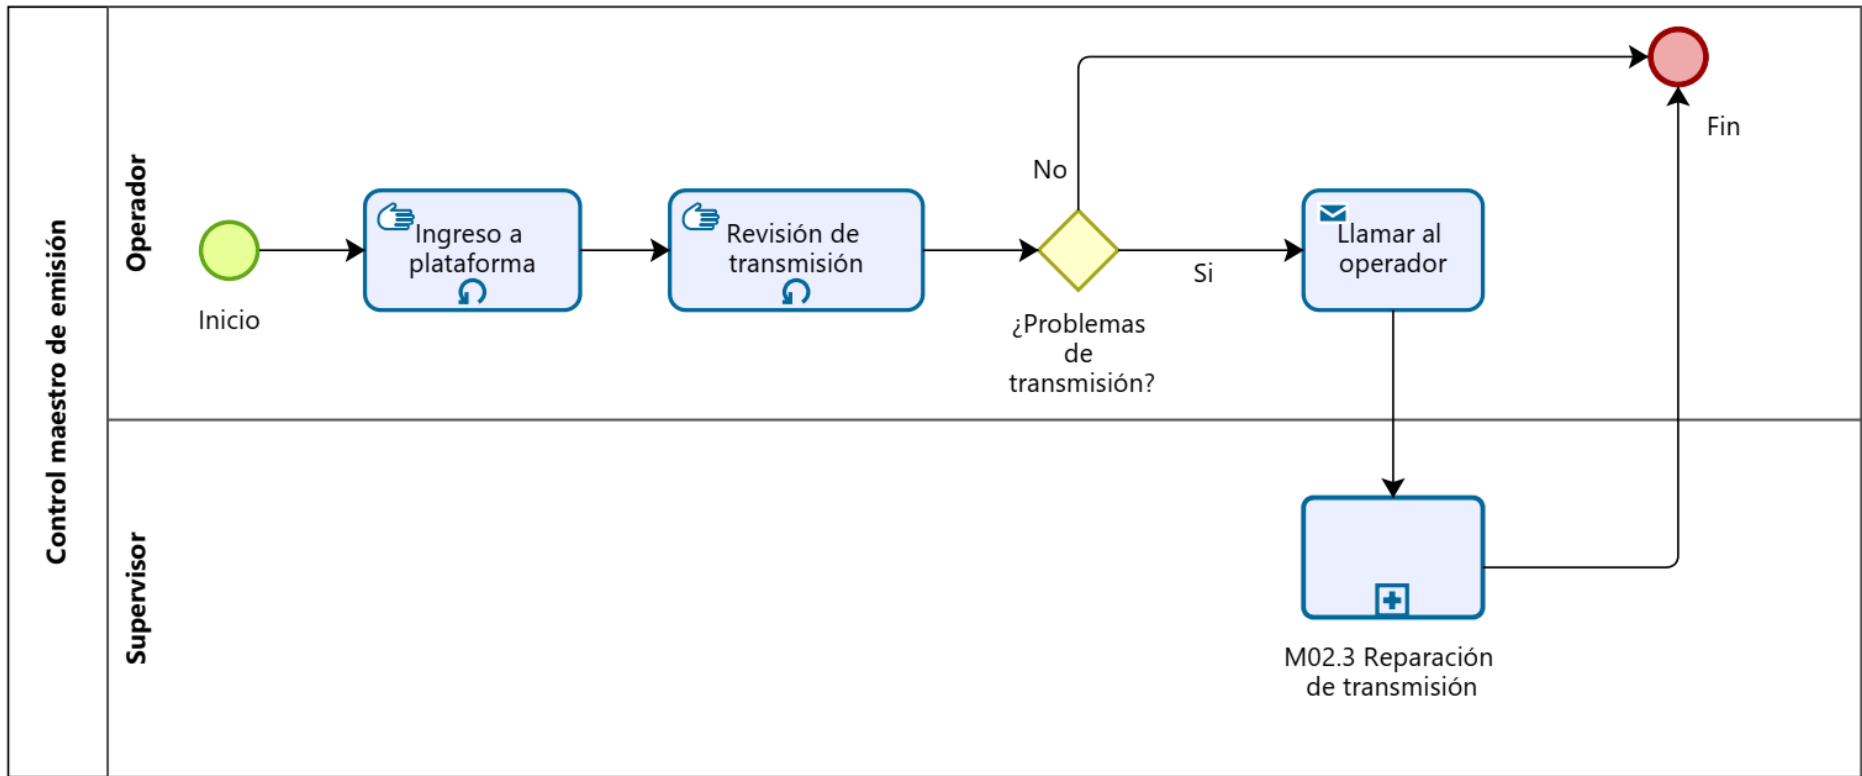 Control maestro de emisión
Operador
Inicio
Ingreso a
plataforma
Revisión de
transmisión
No
¿Problemas
de
transmisión?
Si
Llamar al
operador
Fin
Supervisor
M02.3 Reparación
de transmisión